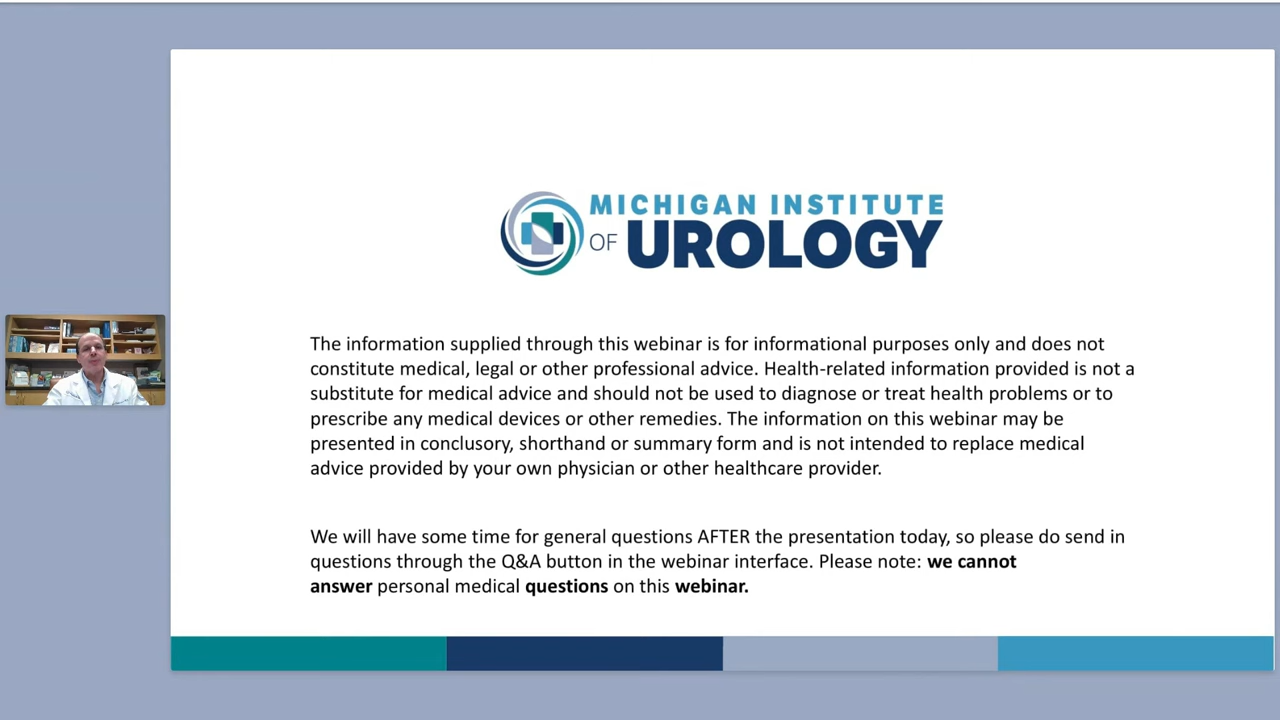 MICHIGAN INSTITUTE
OF UROLOGY
The information supplied through this webinar is for informational purposes only and does not
constitute medical, legal or other professional advice. Health-related information provided is not a
substitute for medical advice and should not be used to diagnose or treat health problems or to
prescribe any medical devices or other remedies. The information on this webinar may be
presented in conclusory, shorthand or summary form and is not intended to replace medical
advice provided by your own physician or other healthcare provider.
We will have some time for general questions AFTER the presentation today, so please do send in
questions through the Q&A button in the webinar interface. Please note: we cannot
answer personal medical questions on this webinar.